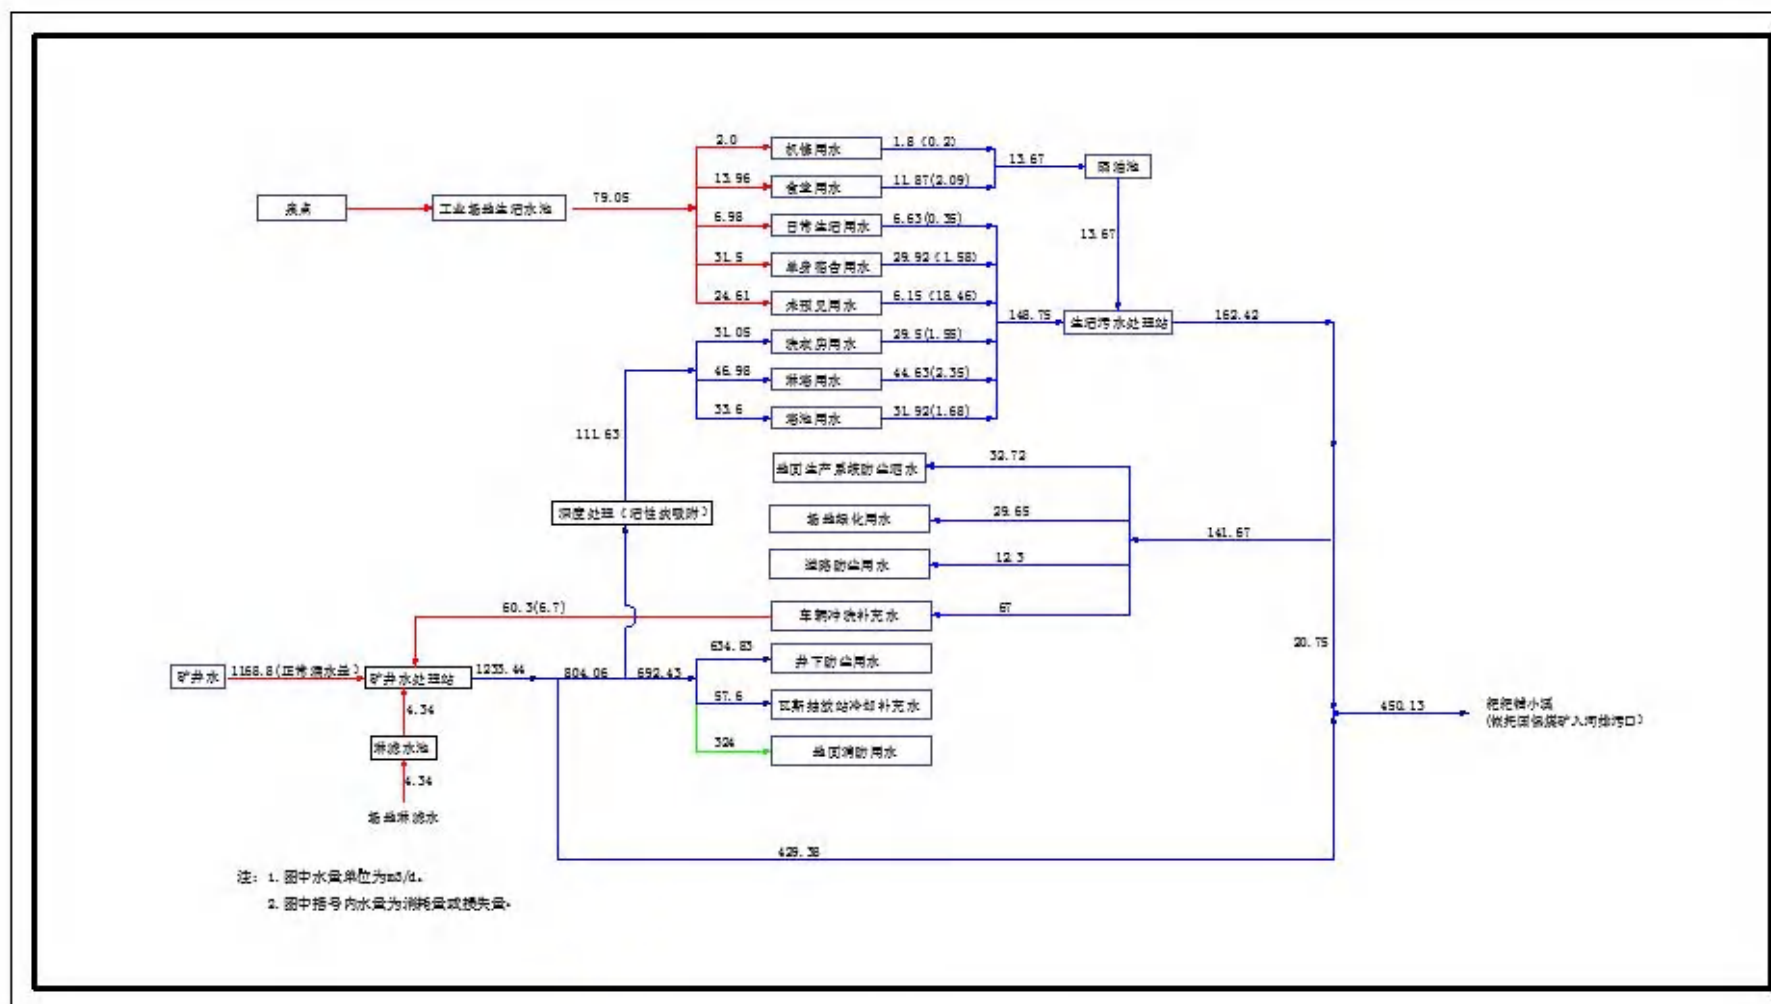 2.0
机修用水
1.8 (0.2)
13.67
隔油池
13.96
食堂用水
11.87(2.09)
泉点
工业场地生活水池
79.05
6.98
日常生活用水
6.63(0.35)
13.67
31.5
单身宿舍用水
29.92 (1.58)
24.61
未预见用水
6.15 (18.46)
148.75
生活污水处理站
162.42
31.05
洗衣房用水
29.5(1.55)
46.98
淋浴用水
44.63(2.35)
33.6
浴池用水
31.92(1.68)
111.63
地面生产系统防尘洒水
32.72
深度处理(活性炭吸附)
场地绿化用水
29.65
141.67
道路防尘用水
12.3
60.3(6.7)
车辆冲洗补充水
67
634.83
井下防尘用水
20.75
矿井水
1168.8(正常涌水量)
矿井水处理站
1233.44
804.06
692.43
57.6
瓦斯抽放站冷却补充水
450.13
粑粑铺小溪
4.34
324
地面消防用水
淋滤水池
4.34
场地淋滤水
429.38
注: 1.图中水量单位为m3/d。
2.图中括号内水量为消耗量或损失量。